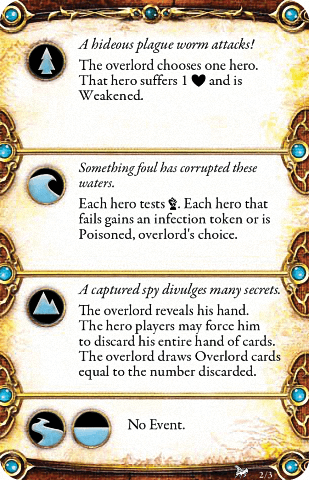 A hideous plague worm attacks!
The overlord chooses one hero.
That hero suffers 1 and is
Weakened.
Something foul has corrupted these
waters.
Each hero tests . Each hero that
fails gains an infection token or is
Poisoned, overlord's choice.
A captured spy divulges many secrets.
The overlord reveals his hand.
The hero players may force him
to discard his entire hand of cards.
The overlord draws Overlord cards
equal to the number discarded.
No Event.
2/3